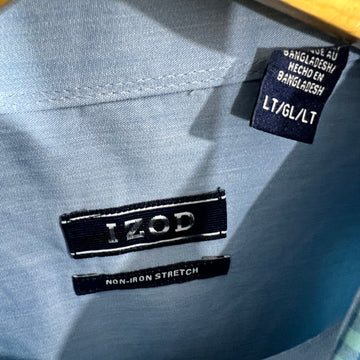 BANGLADESH/
HECHO EN
BANGLADESH
LT/GL/LT
IZOD
NON-IRON STRETCH